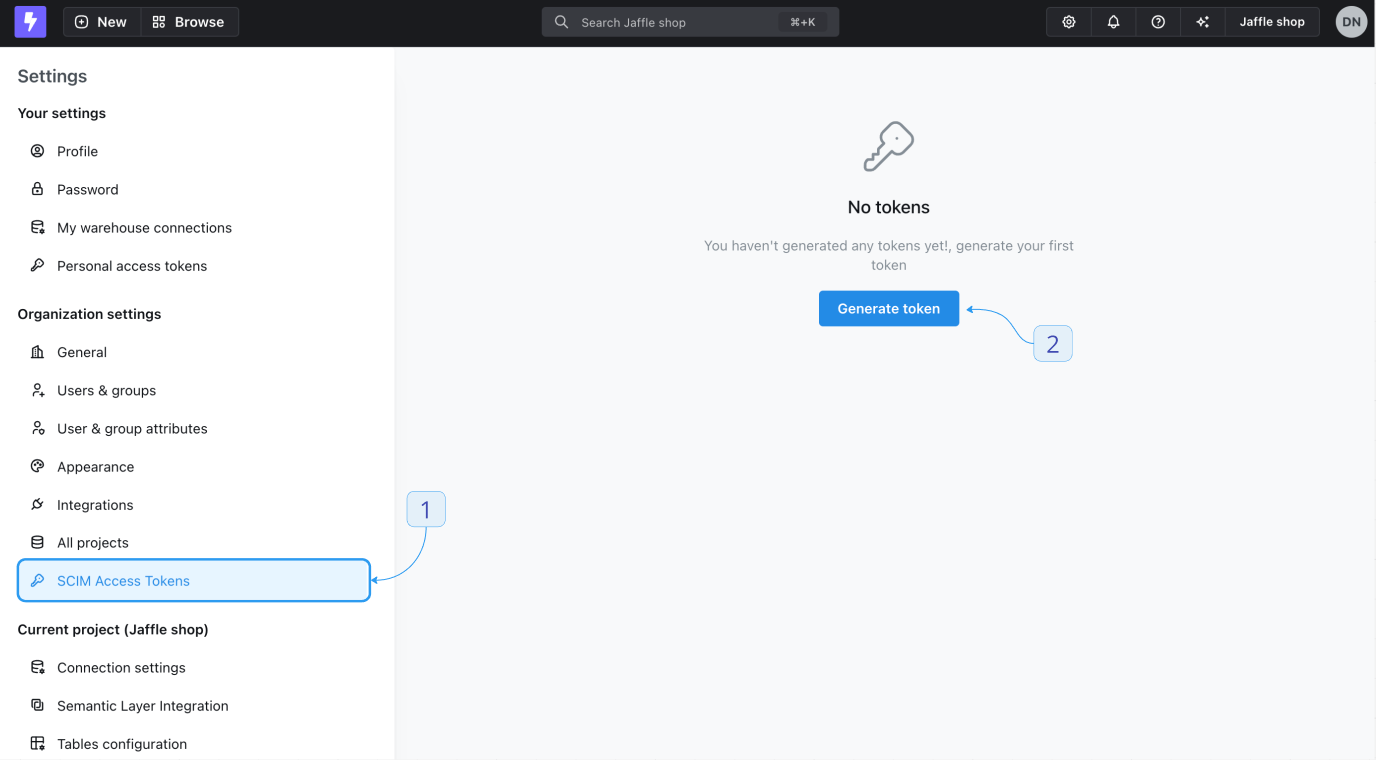 New
Browse
Search Jaffle shop
⌘+K
Jaffle shop
DN
Settings
Your settings
Profile
Password
My warehouse connections
Personal access tokens
Organization settings
General
Users & groups
User & group attributes
Appearance
Integrations
All projects
SCIM Access Tokens
1
Current project (Jaffle shop)
Connection settings
Semantic Layer Integration
Tables configuration
No tokens
You haven't generated any tokens yet!, generate your first
token
Generate token
2